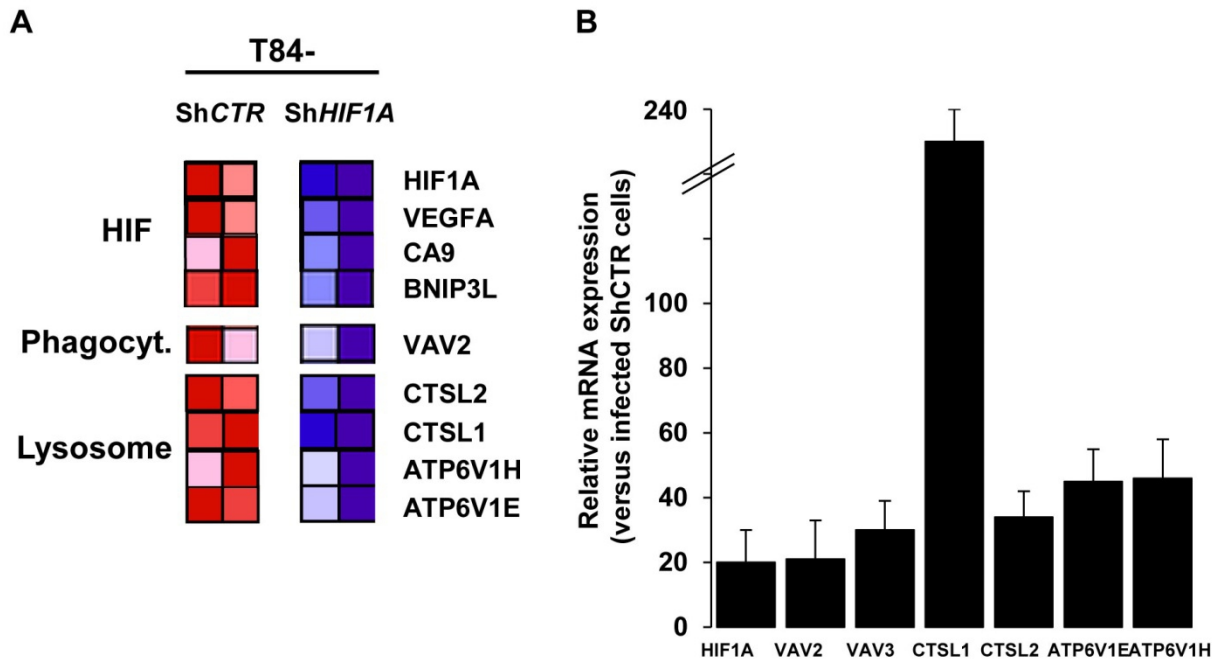 A
T84-
ShCTR ShHIF1A
HIF
HIF1A
VEGFA
CA9
BNIP3L
Phagocyt.
VAV2
Lysosome
CTSL2
CTSL1
ATP6V1H
ATP6V1E
B
Relative mRNA expression
(versus infected ShCTR cells)
240
100
80
60
40
20
0
HIF1A VAV2 VAV3 CTSL1 CTSL2 ATP6V1E ATP6V1H